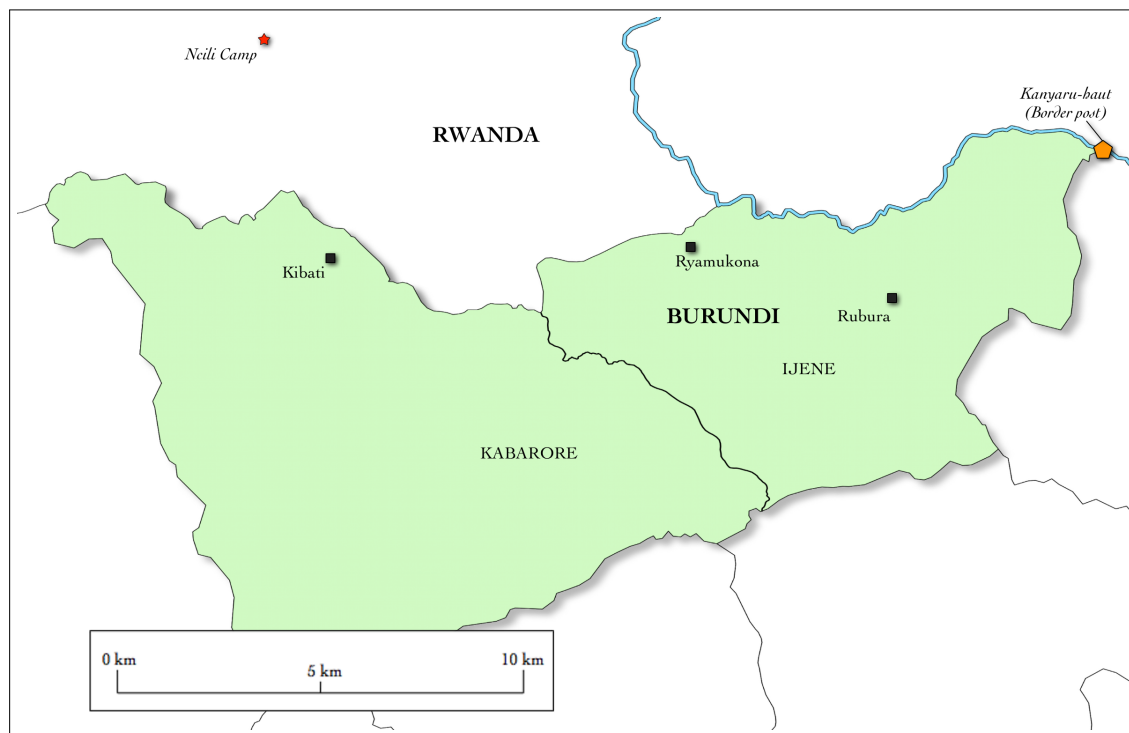 Ncili Camp
Kanyaru-haut
(Border post)
RWANDA
Kibati
Ryamukona
BURUNDI
Rubura
IJENE
KABARORE
0 km
5 km
10 km